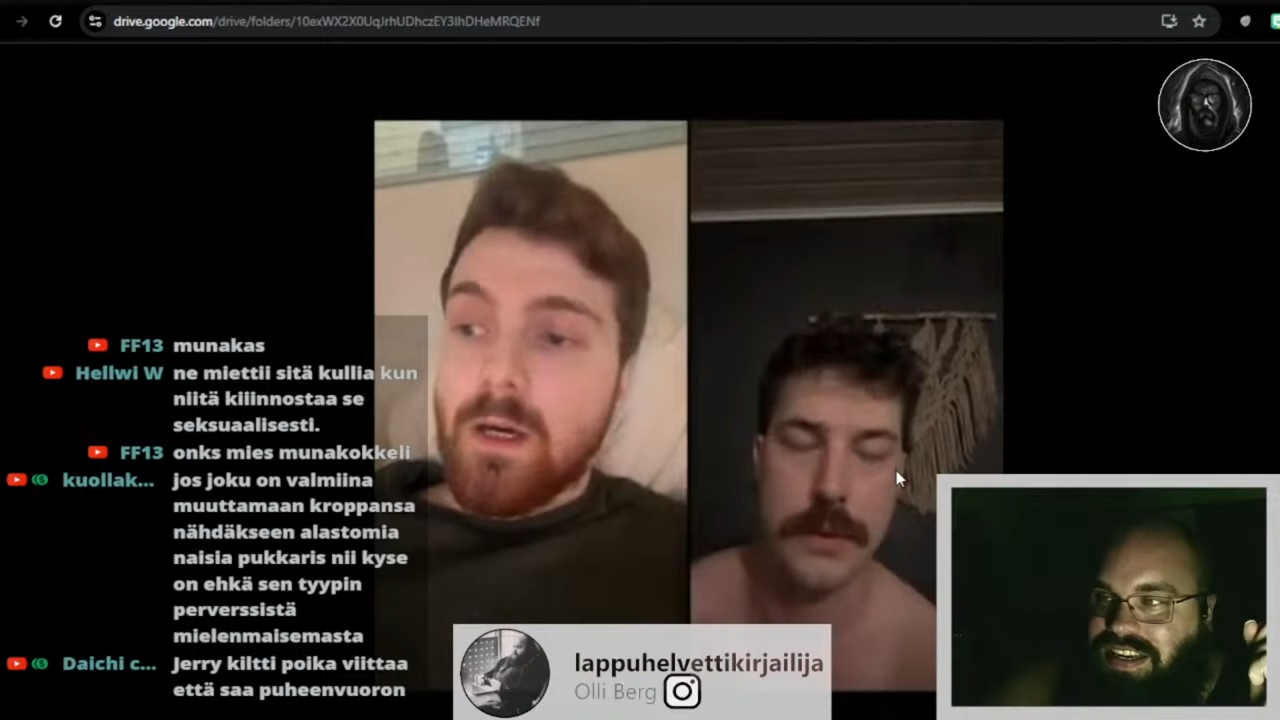 drive.google.com/drive/folders/10exWX2X0UqJrhUDhczEY3IhDHeMRQENf
FF13 munakas
Hellwi W ne miettii sitä kullia kun
niitä kiiinnostaa se
seksuaalisesti.
FF13 onks mies munakokkeli
kuollak... jos joku on valmiina
muuttamaan kroppansa
nähdäkseen alastomia
naisia pukkaris nii kyse
on ehkä sen tyypin
perverssistä
mielenmaisemasta
Daichi c... Jerry kiltti poika viittaa
että saa puheenvuoron
lappuhelvettikirjailija
Olli Berg